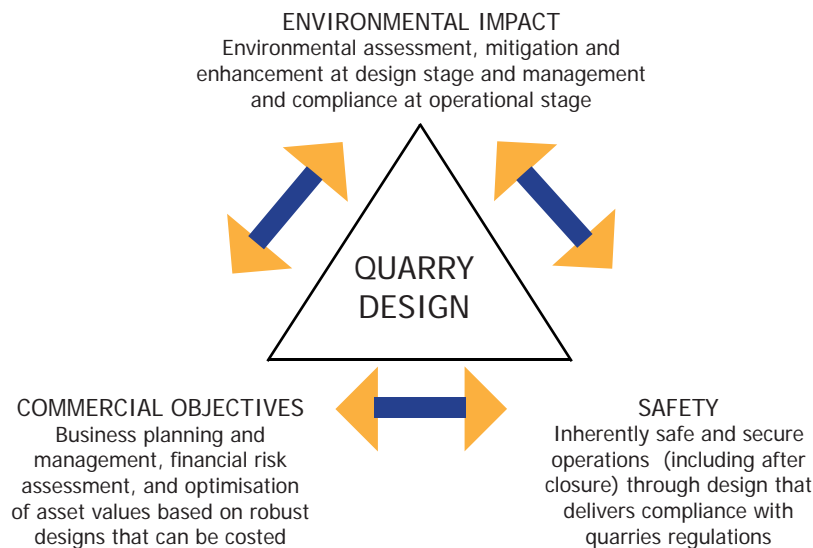 ENVIRONMENTAL IMPACT
Environmental assessment, mitigation and
enhancement at design stage and management
and compliance at operational stage
QUARRY
DESIGN
COMMERCIAL OBJECTIVES
Business planning and
management, financial risk
assessment, and optimisation
of asset values based on robust
designs that can be costed
SAFETY
Inherently safe and secure
operations (including after
closure) through design that
delivers compliance with
quarries regulations